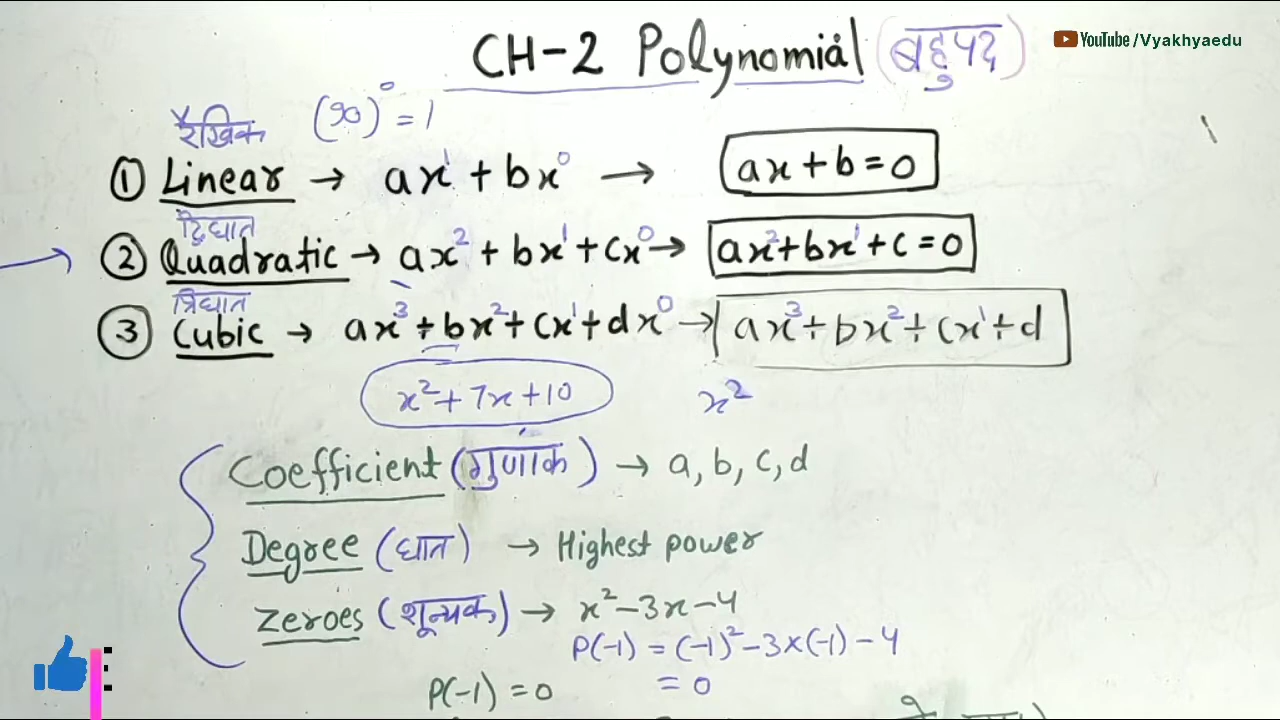 CH-2 Polynomial (बहुपद)
YouTube /Vyakhyaedu
रैखिक (90)⁰ = 1
① Linear → ax¹ + bx⁰ → ax + b = 0
द्विघात
② Quadratic → ax² + bx¹ + cx⁰ → ax² + bx¹ + c = 0
त्रिघात
③ Cubic → ax³ + bx² + cx¹ + dx⁰ → ax³ + bx² + cx¹ + d
x² + 7x + 10 x²
Coefficient (गुणांक) → a, b, c, d
Degree (घात) → Highest power
Zeroes (शून्यक) → x² - 3x - 4
P(-1) = (-1)² - 3×(-1) - 4
P(-1) = 0 = 0